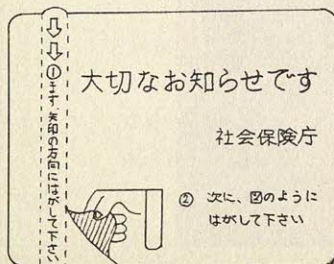 ①まず、矢印の方向にはがして下さい
大切なお知らせです
社会保険庁
② 次に、図のように
はがして下さい